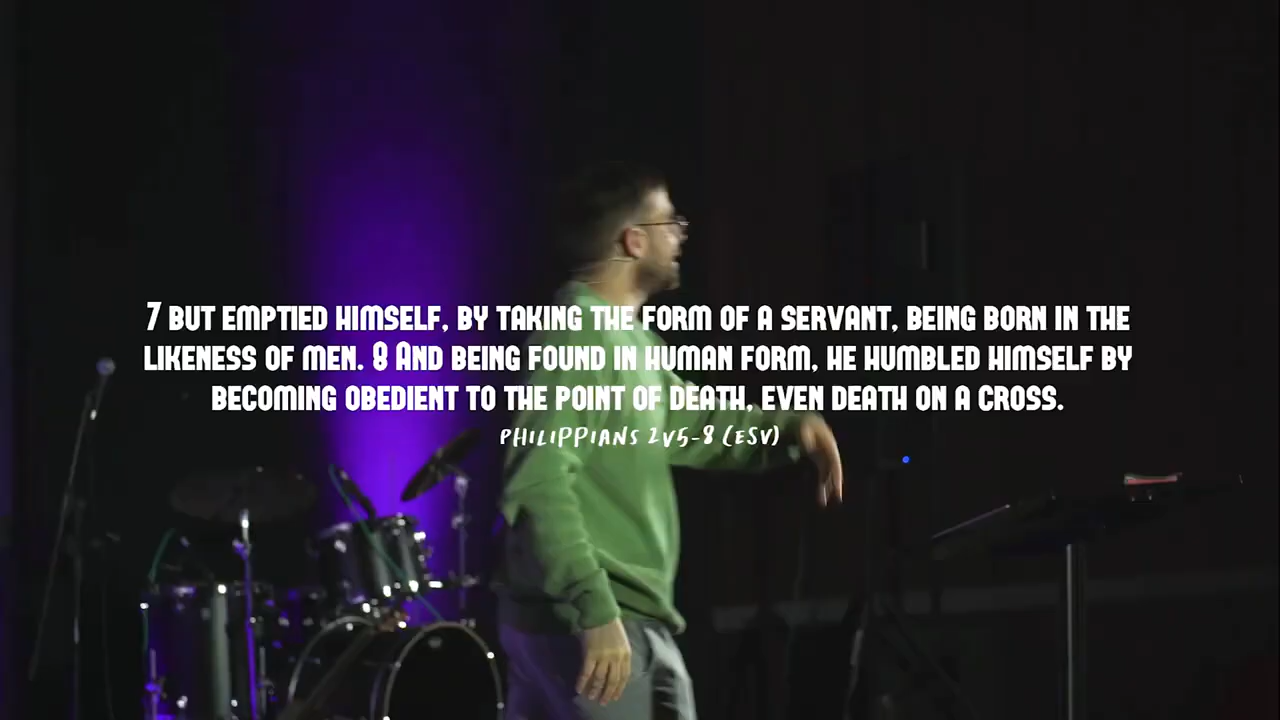 7 BUT EMPTIED HIMSELF, BY TAKING THE FORM OF A SERVANT, BEING BORN IN THE
LIKENESS OF MEN. 8 AND BEING FOUND IN HUMAN FORM, HE HUMBLED HIMSELF BY
BECOMING OBEDIENT TO THE POINT OF DEATH, EVEN DEATH ON A CROSS.
PHILIPPIANS 2V5-8 (ESV)